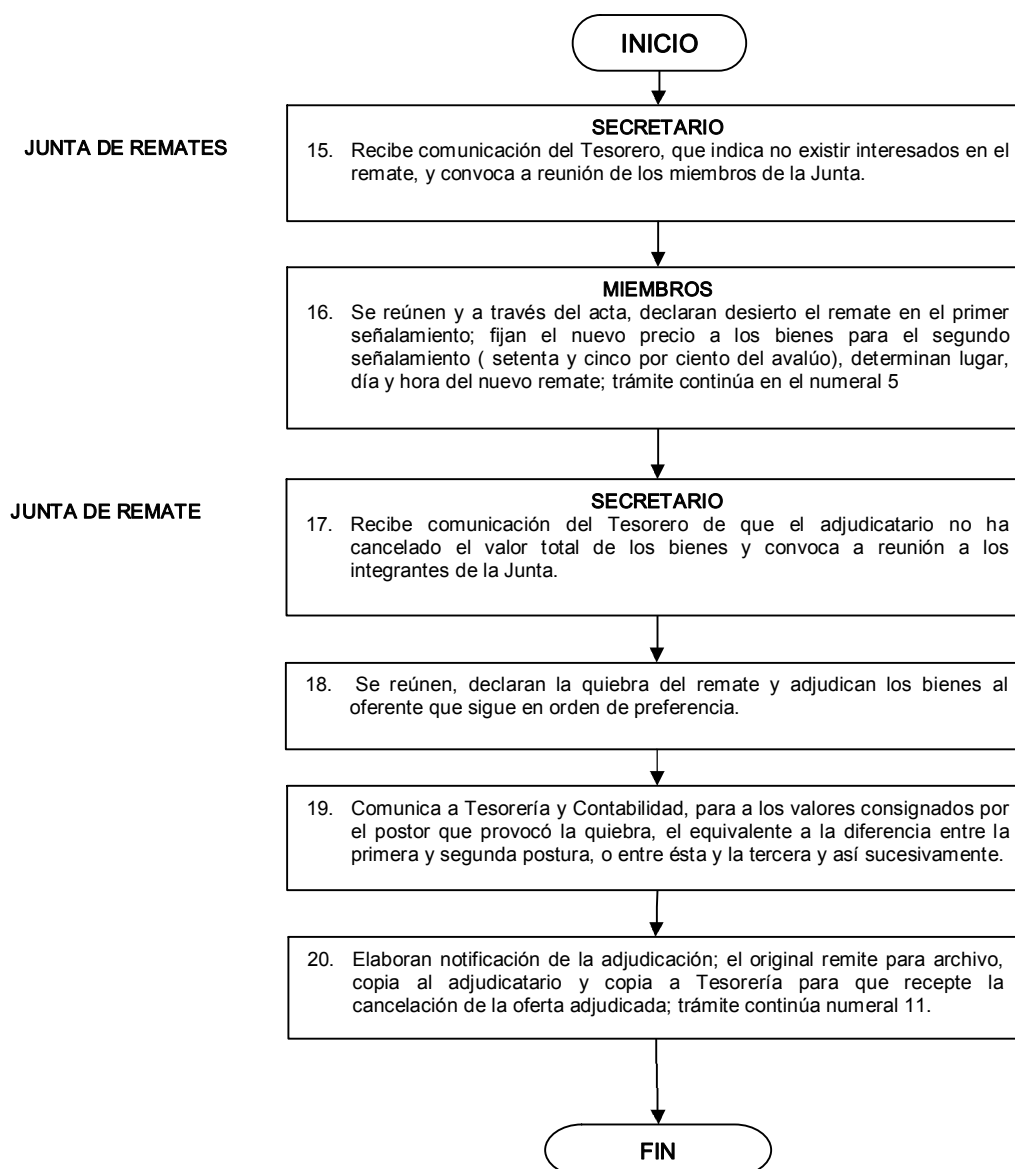 INICIO
JUNTA DE REMATES
SECRETARIO
15. Recibe comunicación del Tesorero, que indica no existir interesados en el
remate, y convoca a reunión de los miembros de la Junta.
MIEMBROS
16. Se reúnen y a través del acta, declaran desierto el remate en el primer
señalamiento; fijan el nuevo precio a los bienes para el segundo
señalamiento ( setenta y cinco por ciento del avalúo), determinan lugar,
día y hora del nuevo remate; trámite continúa en el numeral 5
JUNTA DE REMATE
SECRETARIO
17. Recibe comunicación del Tesorero de que el adjudicatario no ha
cancelado el valor total de los bienes y convoca a reunión a los
integrantes de la Junta.
18. Se reúnen, declaran la quiebra del remate y adjudican los bienes al
oferente que sigue en orden de preferencia.
19. Comunica a Tesorería y Contabilidad, para a los valores consignados por
el postor que provocó la quiebra, el equivalente a la diferencia entre la
primera y segunda postura, o entre ésta y la tercera y así sucesivamente.
20. Elaboran notificación de la adjudicación; el original remite para archivo,
copia al adjudicatario y copia a Tesorería para que recepte la
cancelación de la oferta adjudicada; trámite continúa numeral 11.
FIN